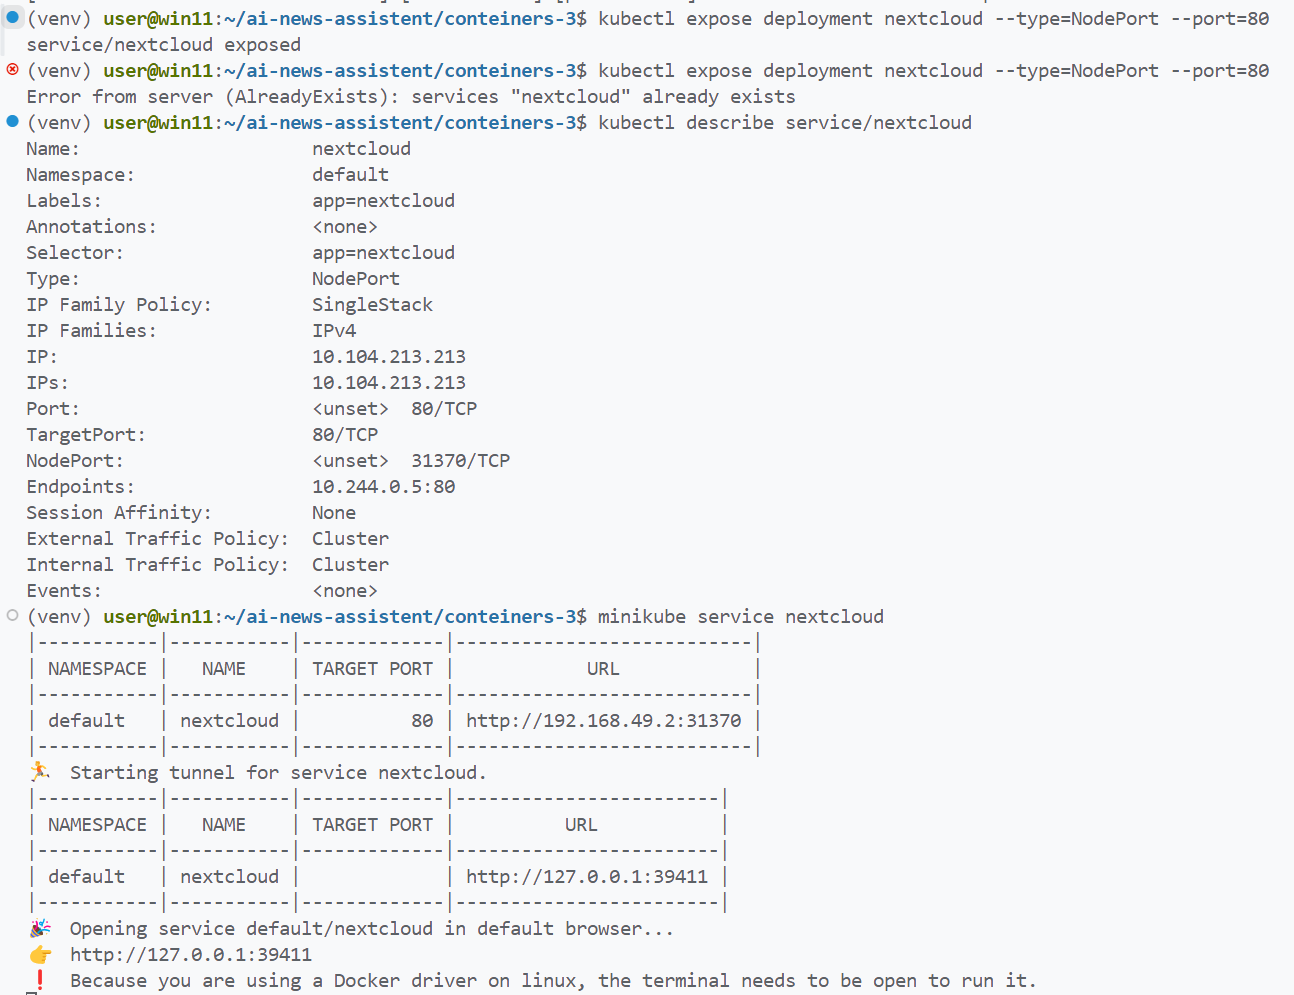 (venv) user@win11:~/ai-news-assistent/conteiners-3$ kubectl expose deployment nextcloud --type=NodePort --port=80
service/nextcloud exposed
(venv) user@win11:~/ai-news-assistent/conteiners-3$ kubectl expose deployment nextcloud --type=NodePort --port=80
Error from server (AlreadyExists): services "nextcloud" already exists
(venv) user@win11:~/ai-news-assistent/conteiners-3$ kubectl describe service/nextcloud
Name:                     nextcloud
Namespace:                default
Labels:                   app=nextcloud
Annotations:              <none>
Selector:                 app=nextcloud
Type:                     NodePort
IP Family Policy:         SingleStack
IP Families:              IPv4
IP:                       10.104.213.213
IPs:                      10.104.213.213
Port:                     <unset>  80/TCP
TargetPort:               80/TCP
NodePort:                 <unset>  31370/TCP
Endpoints:                10.244.0.5:80
Session Affinity:         None
External Traffic Policy:  Cluster
Internal Traffic Policy:  Cluster
Events:                   <none>
(venv) user@win11:~/ai-news-assistent/conteiners-3$ minikube service nextcloud
|-----------|-----------|-------------|---------------------------|
| NAMESPACE |   NAME    | TARGET PORT |            URL            |
|-----------|-----------|-------------|---------------------------|
| default   | nextcloud |          80 | http://192.168.49.2:31370 |
|-----------|-----------|-------------|---------------------------|
🏃  Starting tunnel for service nextcloud.
|-----------|-----------|-------------|------------------------|
| NAMESPACE |   NAME    | TARGET PORT |          URL           |
|-----------|-----------|-------------|------------------------|
| default   | nextcloud |             | http://127.0.0.1:39411 |
|-----------|-----------|-------------|------------------------|
🎉  Opening service default/nextcloud in default browser...
👉  http://127.0.0.1:39411
❗  Because you are using a Docker driver on linux, the terminal needs to be open to run it.